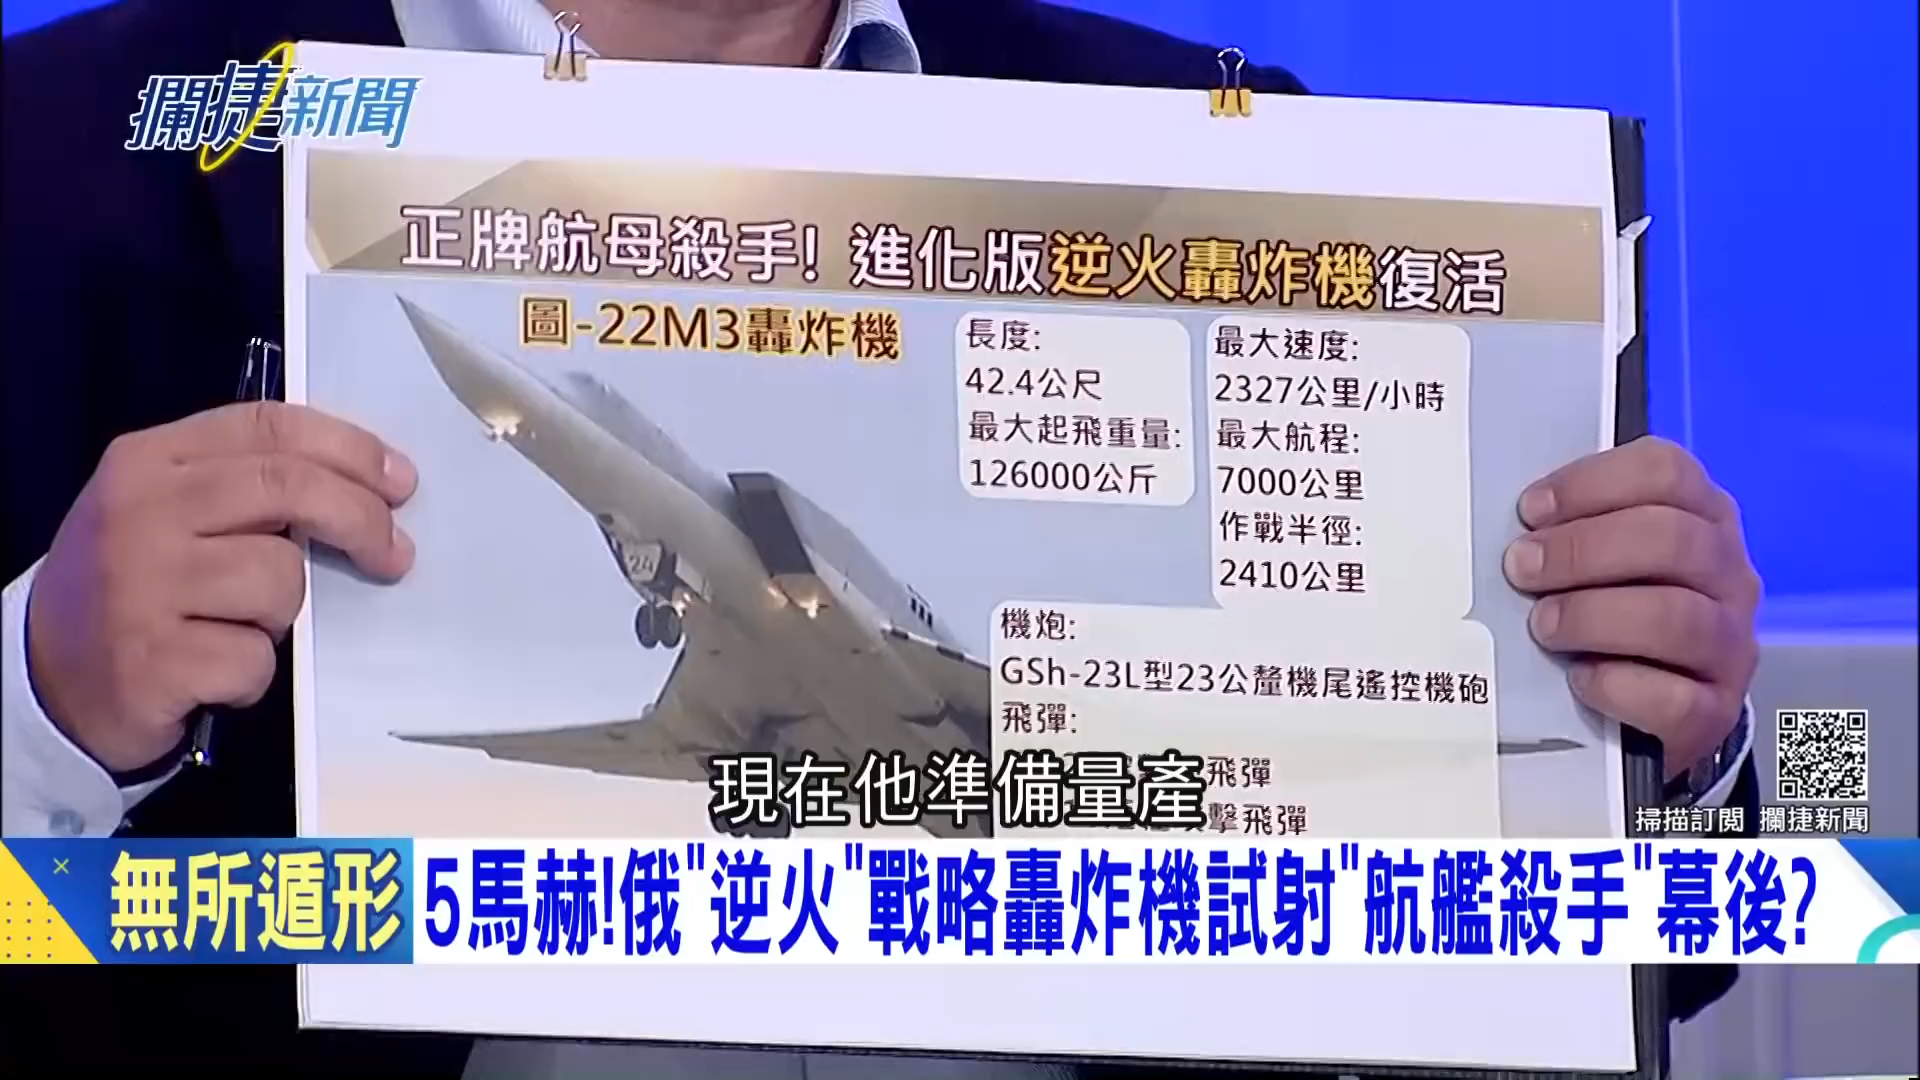 攔捷新聞
正牌航母殺手! 進化版逆火轟炸機復活
圖-22M3轟炸機
長度:
42.4公尺
最大起飛重量:
126000公斤
最大速度:
2327公里/小時
最大航程:
7000公里
作戰半徑:
2410公里
機炮:
GSh-23L型23公釐機尾遙控機砲
飛彈:
飛彈
擊飛彈
24
現在他準備量產
掃描訂閱 攔捷新聞
無所遁形
5馬赫!俄"逆火"戰略轟炸機試射"航艦殺手"幕後?